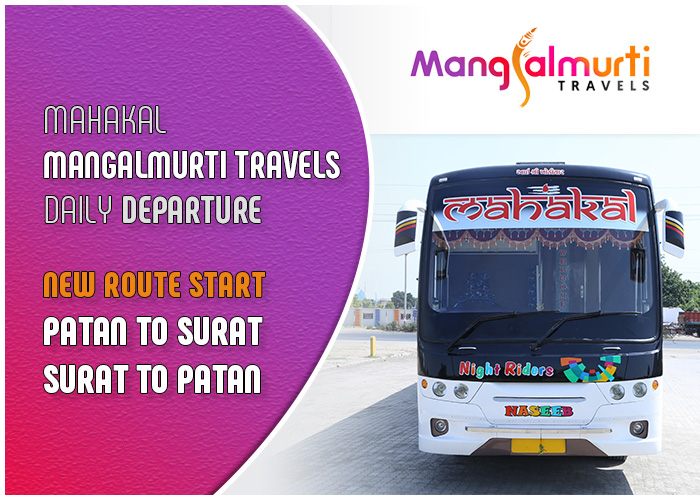 Mangalmurti
TRAVELS
MAHAKAL
MANGALMURTI TRAVELS
DAILY DEPARTURE
NEW ROUTE START
PATAN TO SURAT
SURAT TO PATAN
mahakal
Night Riders
NASEEB